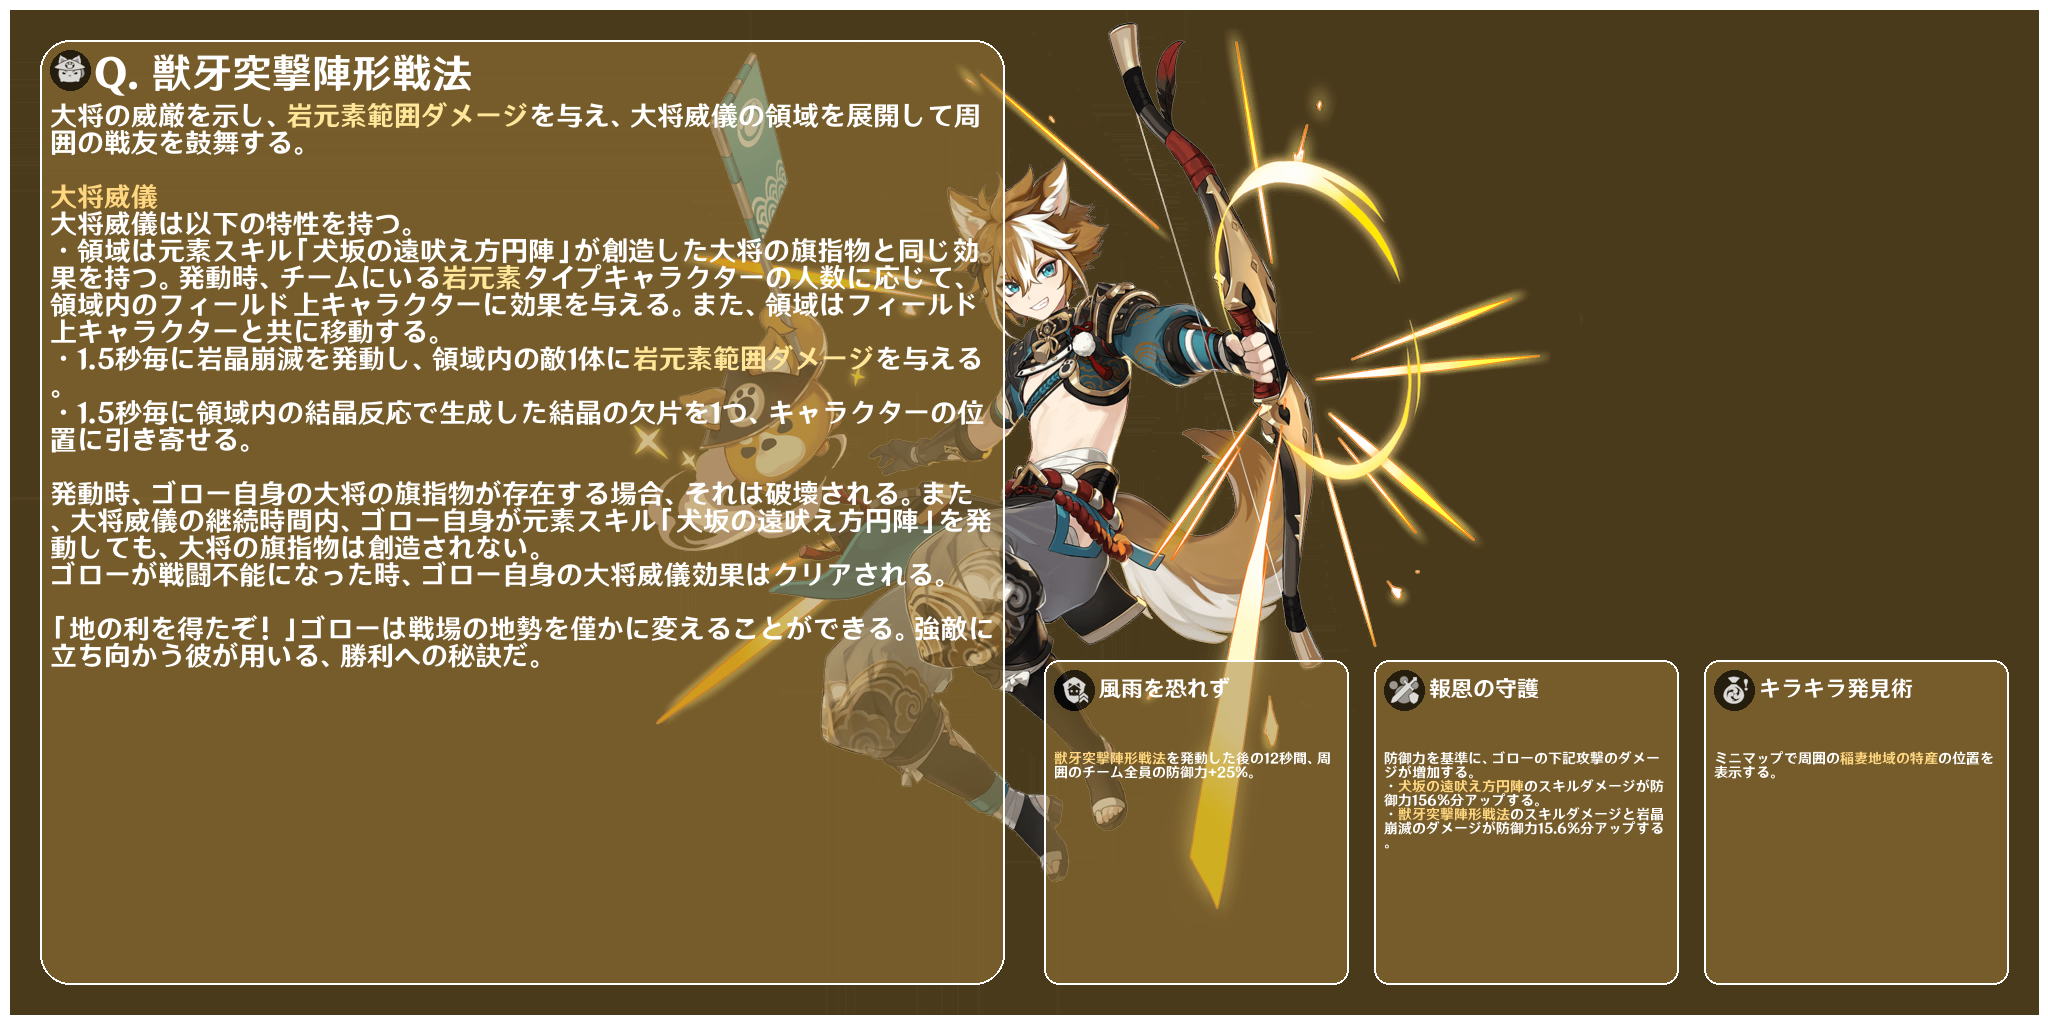 Q. 獣牙突撃陣形戦法
大将の威厳を示し、岩元素範囲ダメージを与え、大将威儀の領域を展開して周
囲の戦友を鼓舞する。
大将威儀
大将威儀は以下の特性を持つ。
・領域は元素スキル「犬坂の遠吠え方円陣」が創造した大将の旗指物と同じ効
果を持つ。発動時、チームにいる岩元素タイプキャラクターの人数に応じて、
領域内のフィールド上キャラクターに効果を与える。また、領域はフィールド
上キャラクターと共に移動する。
・1.5秒毎に岩晶崩滅を発動し、領域内の敵1体に岩元素範囲ダメージを与える
。
・1.5秒毎に領域内の結晶反応で生成した結晶の欠片を1つ、キャラクターの位
置に引き寄せる。
発動時、ゴロー自身の大将の旗指物が存在する場合、それは破壊される。また
、大将威儀の継続時間内、ゴロー自身が元素スキル「犬坂の遠吠え方円陣」を発
動しても、大将の旗指物は創造されない。
ゴローが戦闘不能になった時、ゴロー自身の大将威儀効果はクリアされる。
「地の利を得たぞ！」ゴローは戦場の地勢を僅かに変えることができる。強敵に
立ち向かう彼が用いる、勝利への秘訣だ。
風雨を恐れず
獣牙突撃陣形戦法を発動した後の12秒間、周
囲のチーム全員の防御力+25%。
報恩の守護
防御力を基準に、ゴローの下記攻撃のダメー
ジが増加する。
・犬坂の遠吠え方円陣のスキルダメージが防
御力156%分アップする。
・獣牙突撃陣形戦法のスキルダメージと岩晶
崩滅のダメージが防御力15.6%分アップする
。
キラキラ発見術
ミニマップで周囲の稲妻地域の特産の位置を
表示する。